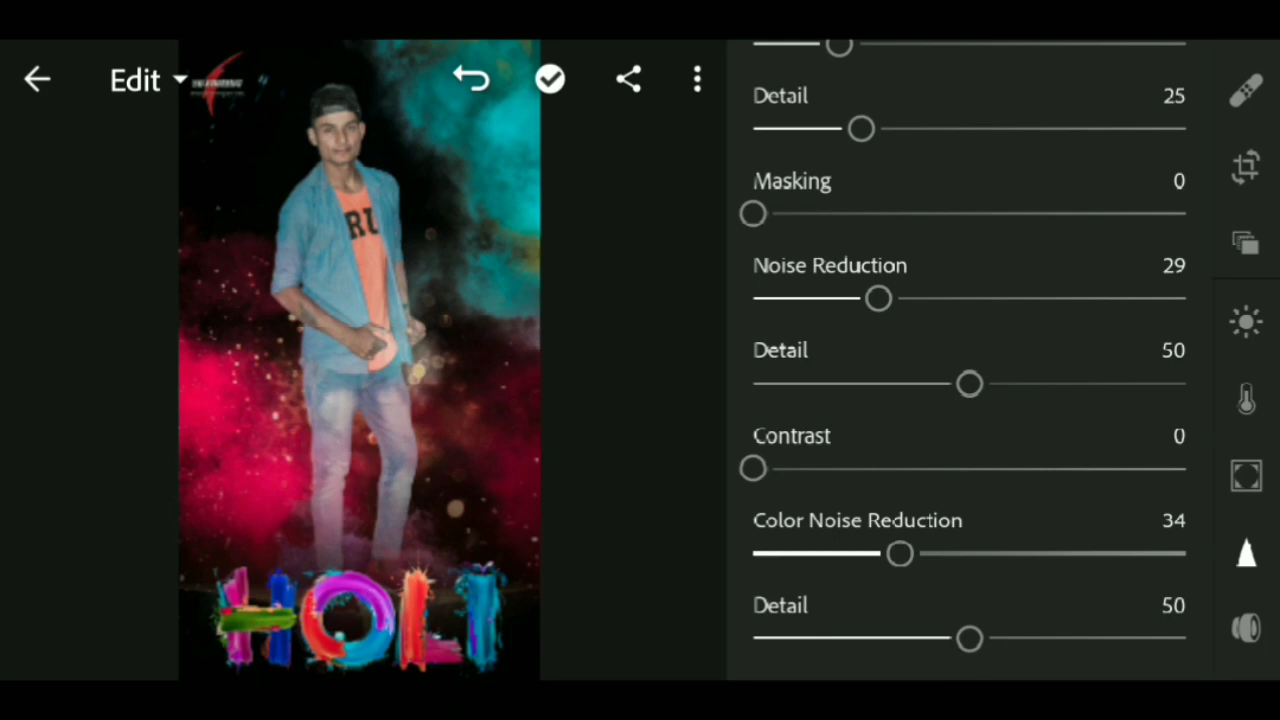 Edit
Detail 25
Masking 0
Noise Reduction 29
Detail 50
Contrast 0
Color Noise Reduction 34
Detail 50
RU
HOLI